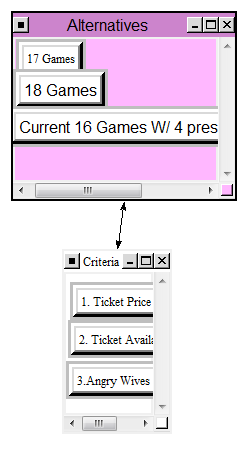 Alternatives
17 Games
18 Games
Current 16 Games W/ 4 pres
Criteria
1. Ticket Price
2. Ticket Availa
3.Angry Wives